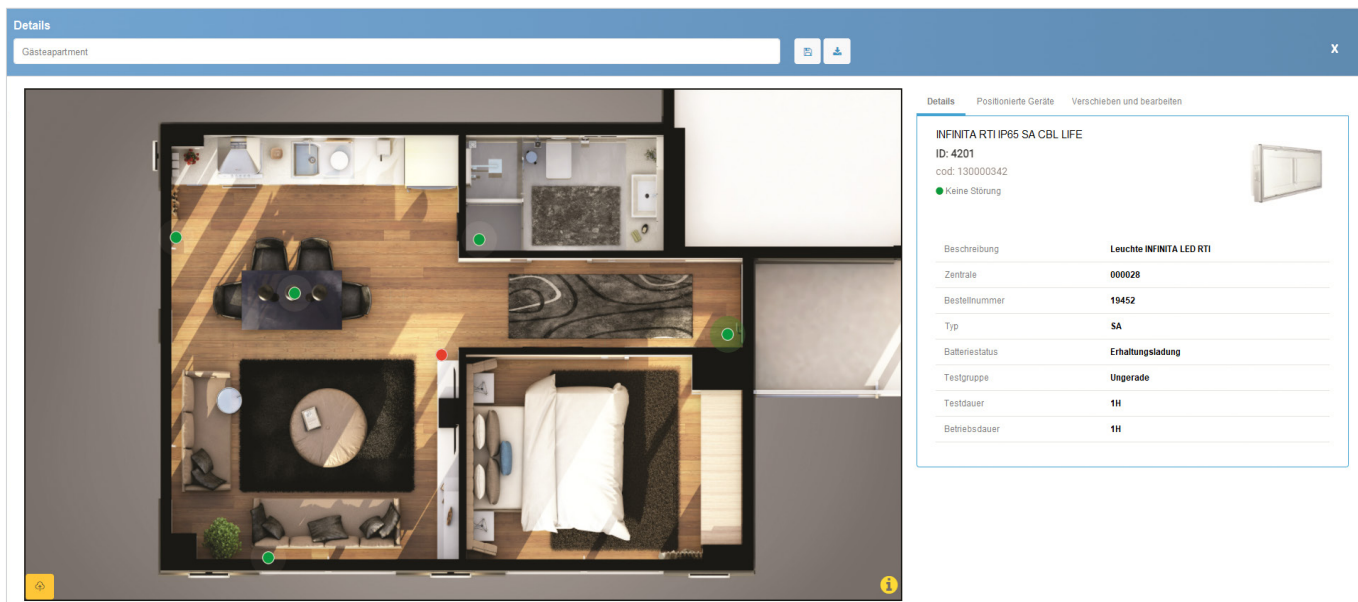 Details
Gästeapartment
X
Details Positionierte Geräte Verschieben und bearbeiten
INFINITA RTI IP65 SA CBL LIFE
ID: 4201
cod: 130000342
Keine Störung
Beschreibung Leuchte INFINITA LED RTI
Zentrale 000028
Bestellnummer 19452
Typ SA
Batteriestatus Erhaltungsladung
Testgruppe Ungerade
Testdauer 1H
Betriebsdauer 1H